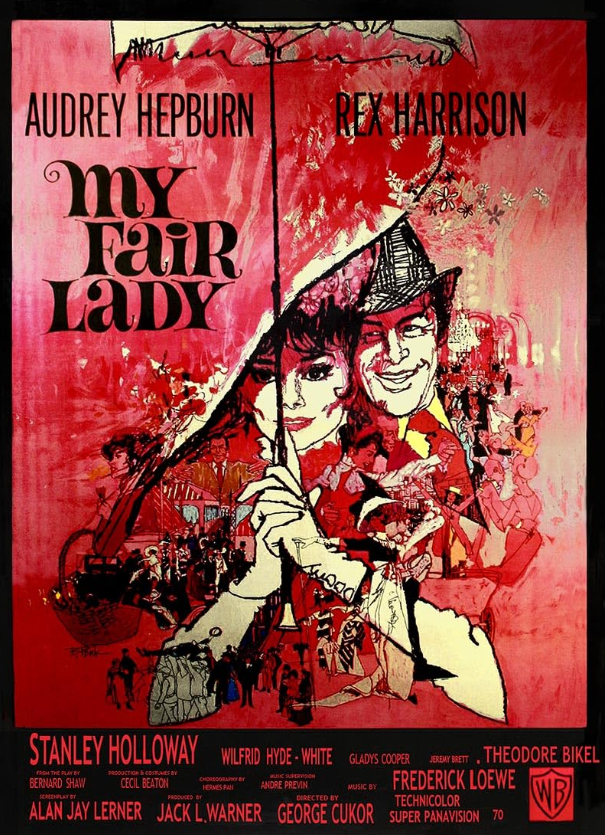 AUDREY HEPBURN REX HARRISON
MY
FAiR
LADY
STANLEY HOLLOWAY WILFRID HYDE-WHITE GLADYS COOPER JEREMY BRETT . THEODORE BIKEL
FROM THE PLAY BY PRODUCTION & COSTUMES BY CHOREOGRAPHY BY MUSIC SUPERVISION
BERNARD SHAW CECIL BEATON HERMES PAN ANDRE PREVIN MUSIC BY FREDERICK LOEWE
SCREENPLAY BY PRODUCED BY DIRECTED BY TECHNICOLOR
ALAN JAY LERNER JACK L.WARNER GEORGE CUKOR SUPER PANAVISION 70
WB